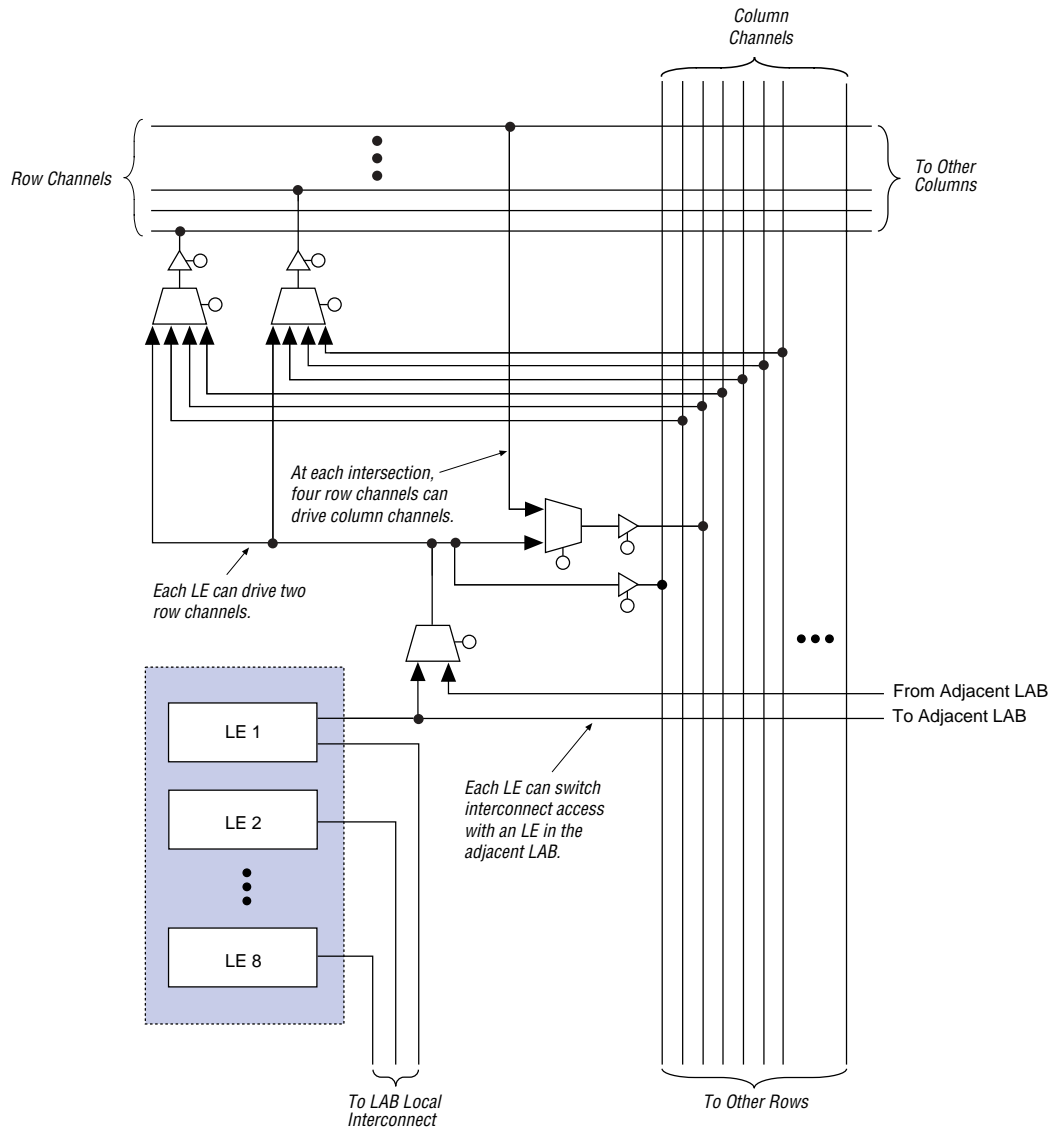 Column
Channels
Row Channels
To Other
Columns
At each intersection,
four row channels can
drive column channels.
Each LE can drive two
row channels.
From Adjacent LAB
To Adjacent LAB
LE 1
Each LE can switch
interconnect access
with an LE in the
adjacent LAB.
LE 2
LE 8
To LAB Local
Interconnect
To Other Rows